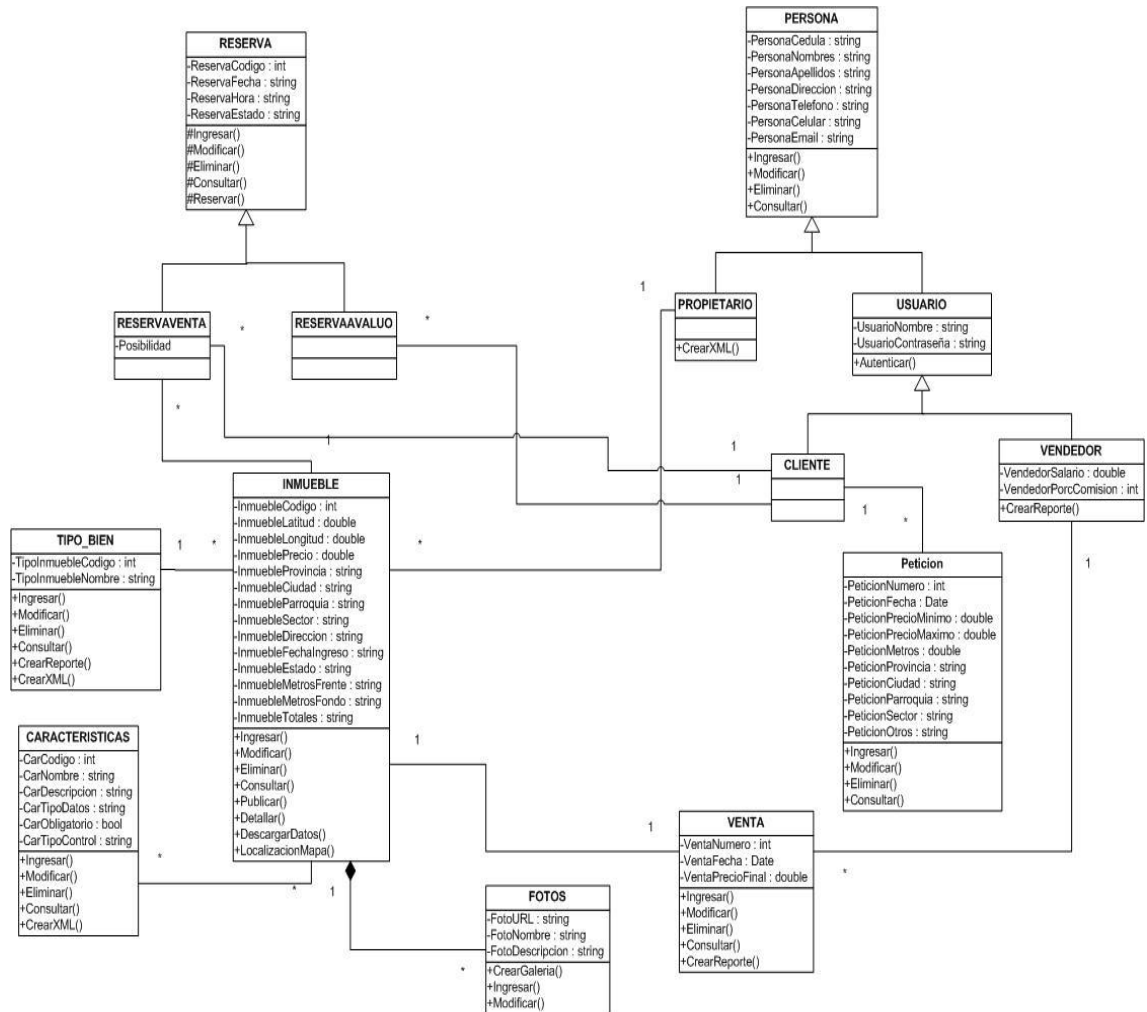 RESERVA
-ReservaCodigo : int
-ReservaFecha : string
-ReservaHora : string
-ReservaEstado : string
#Ingresar()
#Modificar()
#Eliminar()
#Consultar()
#Reservar()
PERSONA
-PersonaCedula : string
-PersonaNombres : string
-PersonaApellidos : string
-PersonaDireccion : string
-PersonaTelefono : string
-PersonaCelular : string
-PersonaEmail : string
+Ingresar()
+Modificar()
+Eliminar()
+Consultar()
RESERVAVENTA
-Posibilidad
*
RESERVAAVALUO
*
1
PROPIETARIO
+CrearXML()
USUARIO
-UsuarioNombre : string
-UsuarioContraseña : string
+Autenticar()
*
1
1
CLIENTE
1
1
*
VENDEDOR
-VendedorSalario : double
-VendedorPorcComision : int
+CrearReporte()
1
INMUEBLE
-InmuebleCodigo : int
-InmuebleLatitud : double
-InmuebleLongitud : double
-InmueblePrecio : double
-InmuebleProvincia : string
-InmuebleCiudad : string
-InmuebleParroquia : string
-InmuebleSector : string
-InmuebleDireccion : string
-InmuebleFechaIngreso : string
-InmuebleEstado : string
-InmuebleMetrosFrente : string
-InmuebleMetrosFondo : string
-InmuebleTotales : string
+Ingresar()
+Modificar()
+Eliminar()
+Consultar()
+Publicar()
+Detallar()
+DescargarDatos()
+LocalizacionMapa()
TIPO_BIEN
-TipoInmuebleCodigo : int
-TipoInmuebleNombre : string
+Ingresar()
+Modificar()
+Eliminar()
+Consultar()
+CrearReporte()
+CrearXML()
1
*
*
Peticion
-PeticionNumero : int
-PeticionFecha : Date
-PeticionPrecioMinimo : double
-PeticionPrecioMaximo : double
-PeticionMetros : double
-PeticionProvincia : string
-PeticionCiudad : string
-PeticionParroquia : string
-PeticionSector : string
-PeticionOtros : string
+Ingresar()
+Modificar()
+Eliminar()
+Consultar()
CARACTERISTICAS
-CarCodigo : int
-CarNombre : string
-CarDescripcion : string
-CarTipoDatos : string
-CarObligatorio : bool
-CarTipoControl : string
+Ingresar()
+Modificar()
+Eliminar()
+Consultar()
+CrearXML()
*
*
1
1
VENTA
-VentaNumero : int
-VentaFecha : Date
-VentaPrecioFinal : double
+Ingresar()
+Modificar()
+Eliminar()
+Consultar()
+CrearReporte()
*
1
*
FOTOS
-FotoURL : string
-FotoNombre : string
-FotoDescripcion : string
+CrearGaleria()
+Ingresar()
+Modificar()